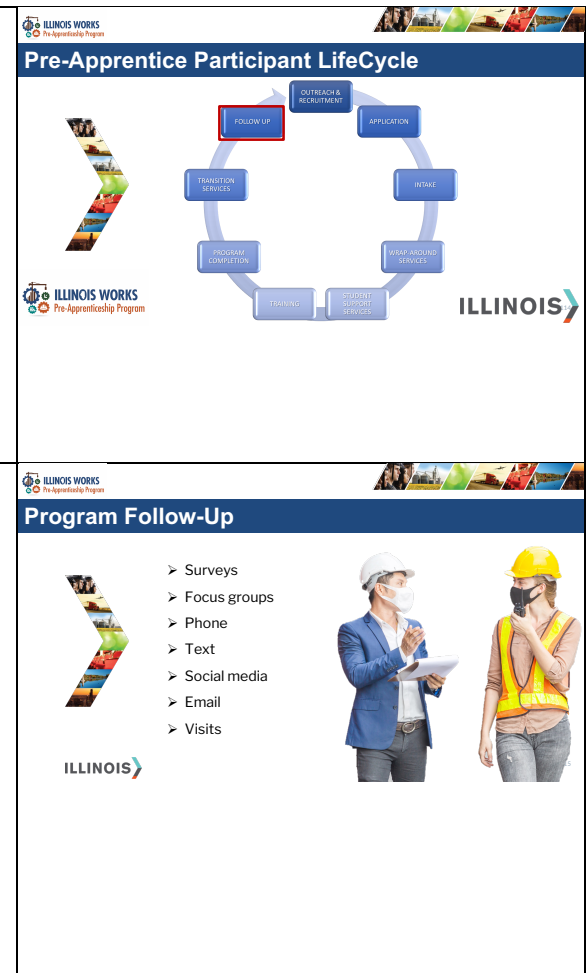 ILLINOIS WORKS
Pre-Apprenticeship Program
Pre-Apprentice Participant LifeCycle
OUTREACH &
RECRUITMENT
APPLICATION
INTAKE
WRAP-AROUND
SERVICES
STUDENT
SUPPORT
SERVICES
TRAINING
PROGRAM
COMPLETION
TRANSITION
SERVICES
FOLLOW UP
ILLINOIS WORKS
Pre-Apprenticeship Program
ILLINOIS
ILLINOIS WORKS
Pre-Apprenticeship Program
Program Follow-Up
➢ Surveys
➢ Focus groups
➢ Phone
➢ Text
➢ Social media
➢ Email
➢ Visits
ILLINOIS